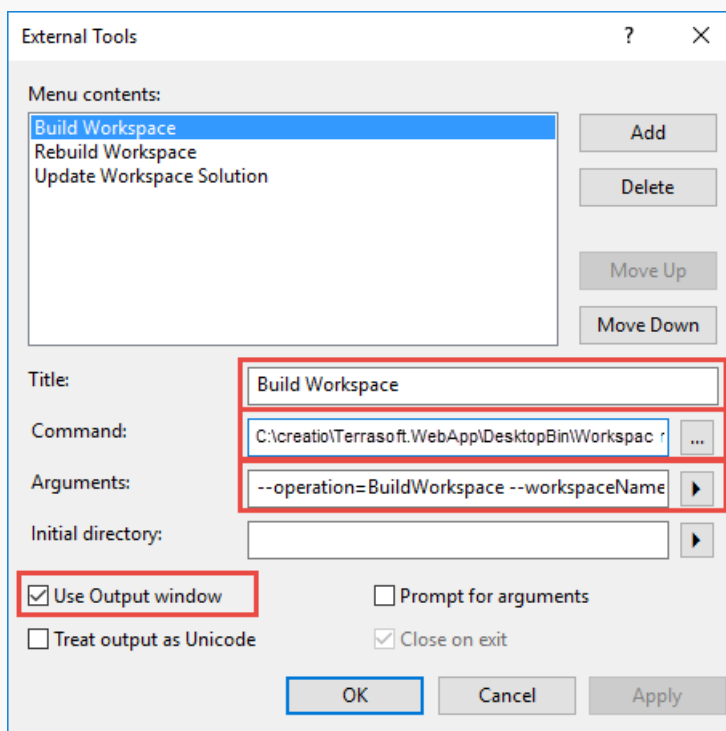 External Tools
?
Menu contents:
Build Workspace
Rebuild Workspace
Update Workspace Solution
Add
Delete
Move Up
Move Down
Title:
Build Workspace
Command:
C:\creatio\Terrasoft.WebApp\DesktopBin\Workspac
...
Arguments:
--operation=BuildWorkspace --workspaceName
Initial directory:
Use Output window
Prompt for arguments
Treat output as Unicode
Close on exit
OK
Cancel
Apply